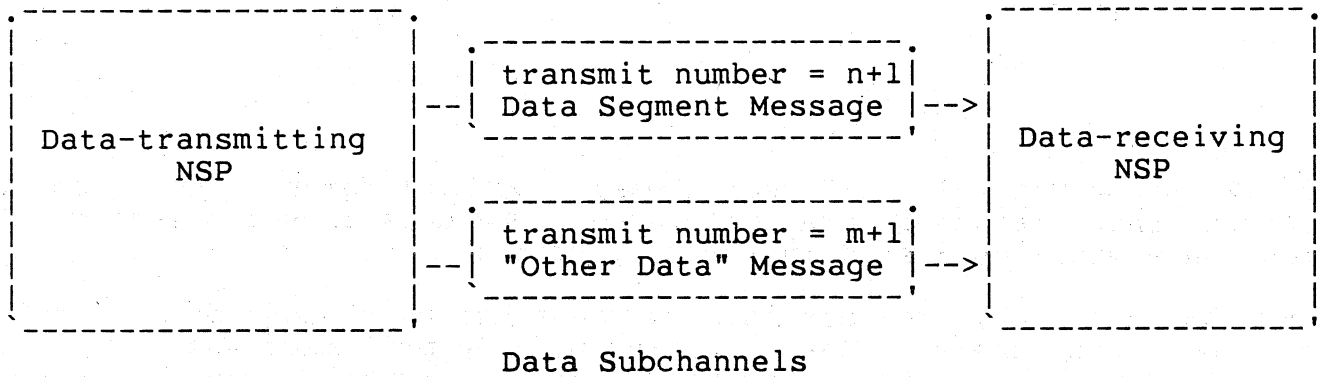 Data-transmitting
NSP
transmit number = n+1
Data Segment Message
transmit number = m+1
"Other Data" Message
Data-receiving
NSP
Data Subchannels